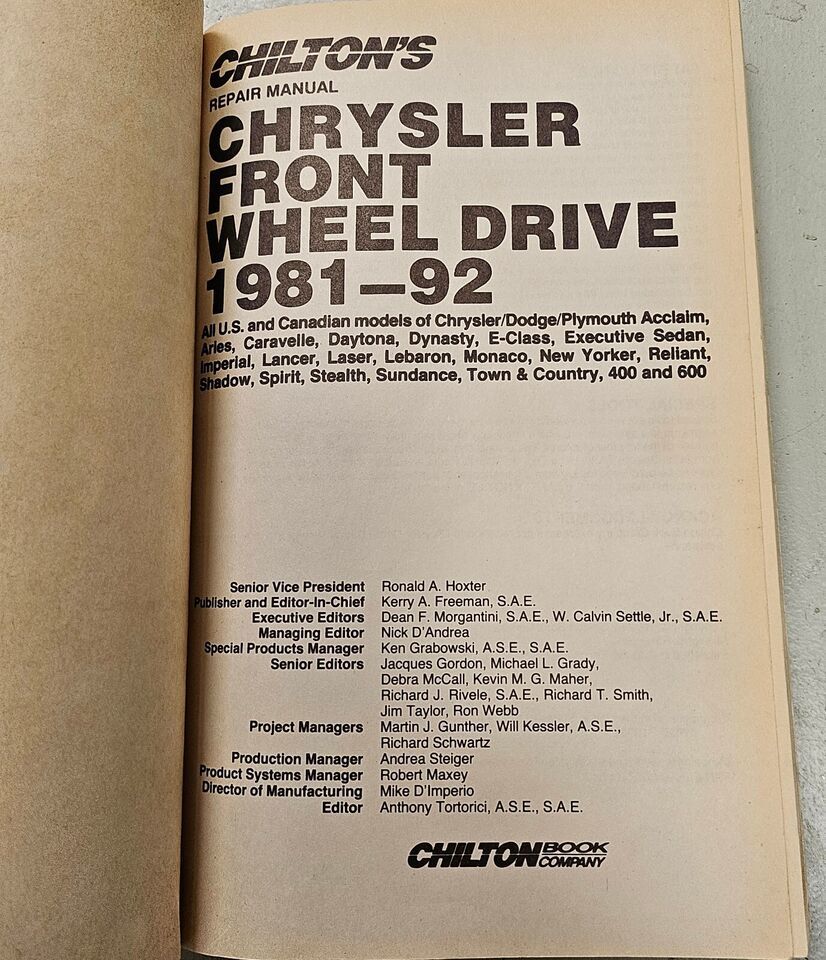 CHILTON'S
REPAIR MANUAL
CHRYSLER
FRONT
WHEEL DRIVE
1981–92
All U.S. and Canadian models of Chrysler/Dodge/Plymouth Acclaim,
Aries, Caravelle, Daytona, Dynasty, E-Class, Executive Sedan,
Imperial, Lancer, Laser, Lebaron, Monaco, New Yorker, Reliant,
Shadow, Spirit, Stealth, Sundance, Town & Country, 400 and 600
Senior Vice President Ronald A. Hoxter
Publisher and Editor-In-Chief Kerry A. Freeman, S.A.E.
Executive Editors Dean F. Morgantini, S.A.E., W. Calvin Settle, Jr., S.A.E.
Managing Editor Nick D'Andrea
Special Products Manager Ken Grabowski, A.S.E., S.A.E.
Senior Editors Jacques Gordon, Michael L. Grady,
Debra McCall, Kevin M. G. Maher,
Richard J. Rivele, S.A.E., Richard T. Smith,
Jim Taylor, Ron Webb
Project Managers Martin J. Gunther, Will Kessler, A.S.E.,
Richard Schwartz
Production Manager Andrea Steiger
Product Systems Manager Robert Maxey
Director of Manufacturing Mike D'Imperio
Editor Anthony Tortorici, A.S.E., S.A.E.
CHILTON BOOK
COMPANY